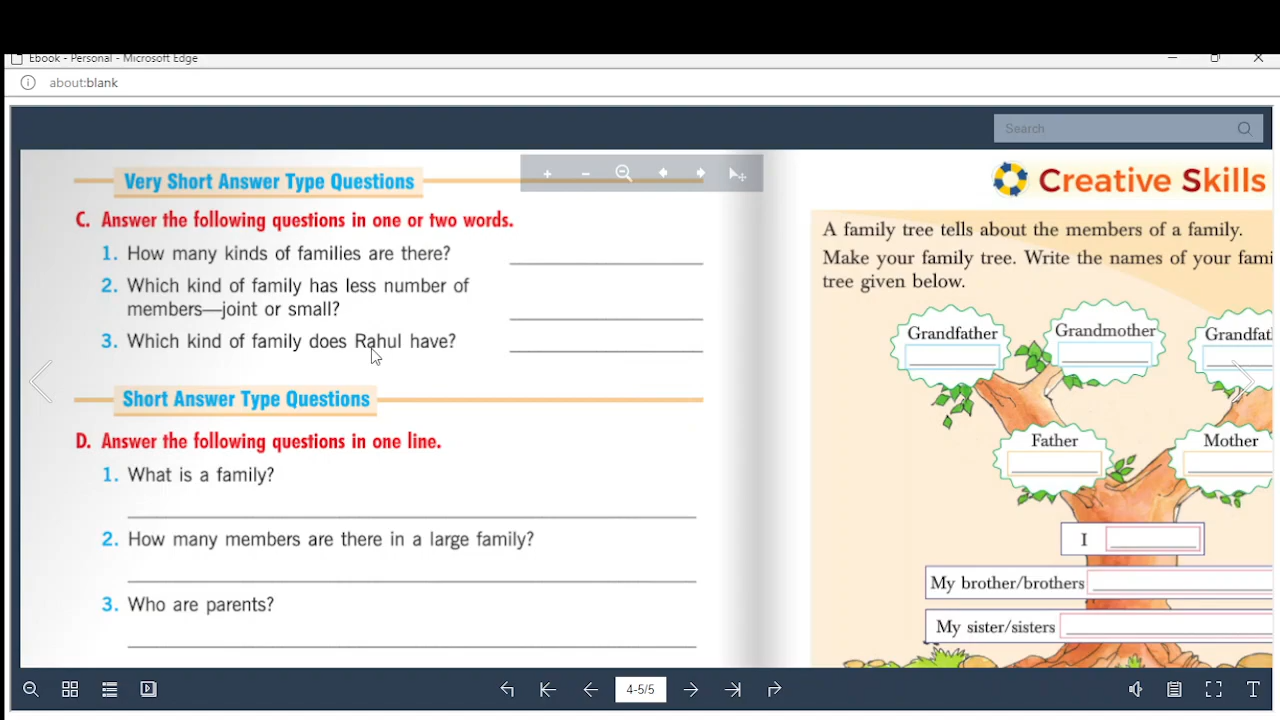 Ebook - Personal - Microsoft Edge
about:blank
Search
Very Short Answer Type Questions
C. Answer the following questions in one or two words.
1. How many kinds of families are there?
2. Which kind of family has less number of
members—joint or small?
3. Which kind of family does Rahul have?
Short Answer Type Questions
D. Answer the following questions in one line.
1. What is a family?
2. How many members are there in a large family?
3. Who are parents?
Creative Skills
A family tree tells about the members of a family.
Make your family tree. Write the names of your fami
tree given below.
Grandfather
Grandmother
Grandfat
Father
Mother
I
My brother/brothers
My sister/sisters
4-5/5